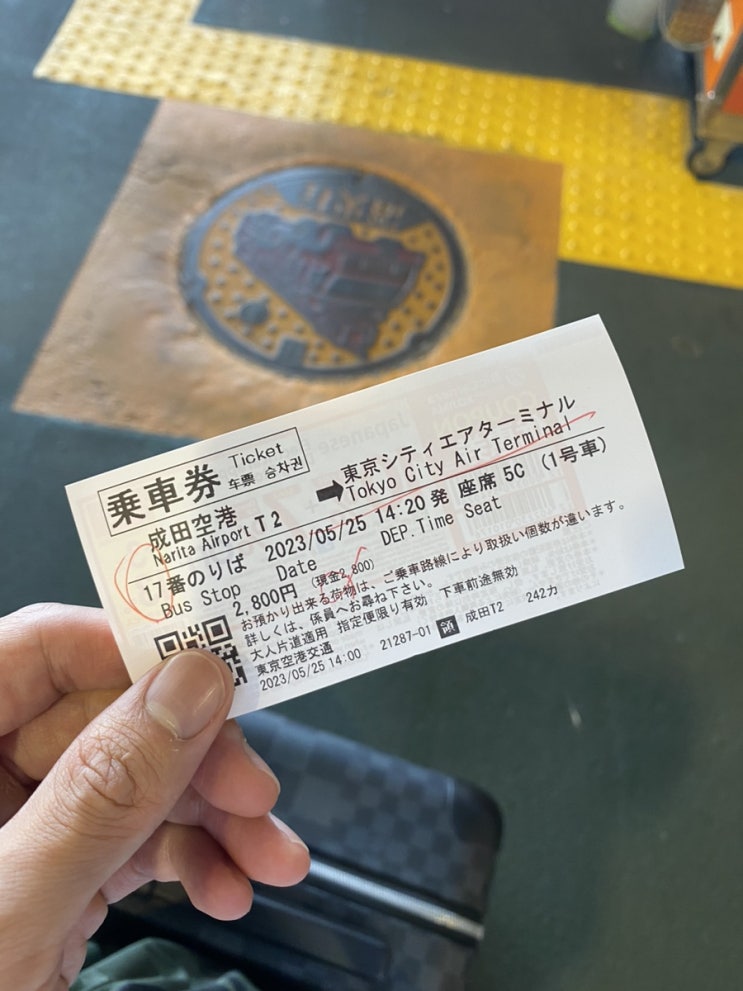 乗車券 Ticket
车票 승차권
成田空港
Narita Airport T2
➡東京シティエアターミナル
Tokyo City Air Terminal
17番のりば 2023/05/25 14:20発 座席 5C (1号車)
Bus Stop Date DEP.Time Seat
2,800円 (現金2,800)
お預かり出来る荷物は、ご乗車路線により取扱い個数が違います。
詳しくは、係員へお尋ね下さい。
大人片道適用 指定便限り有効 下車前途無効
東京空港交通 21287-01 領 成田T2 242カ
2023/05/25 14:00